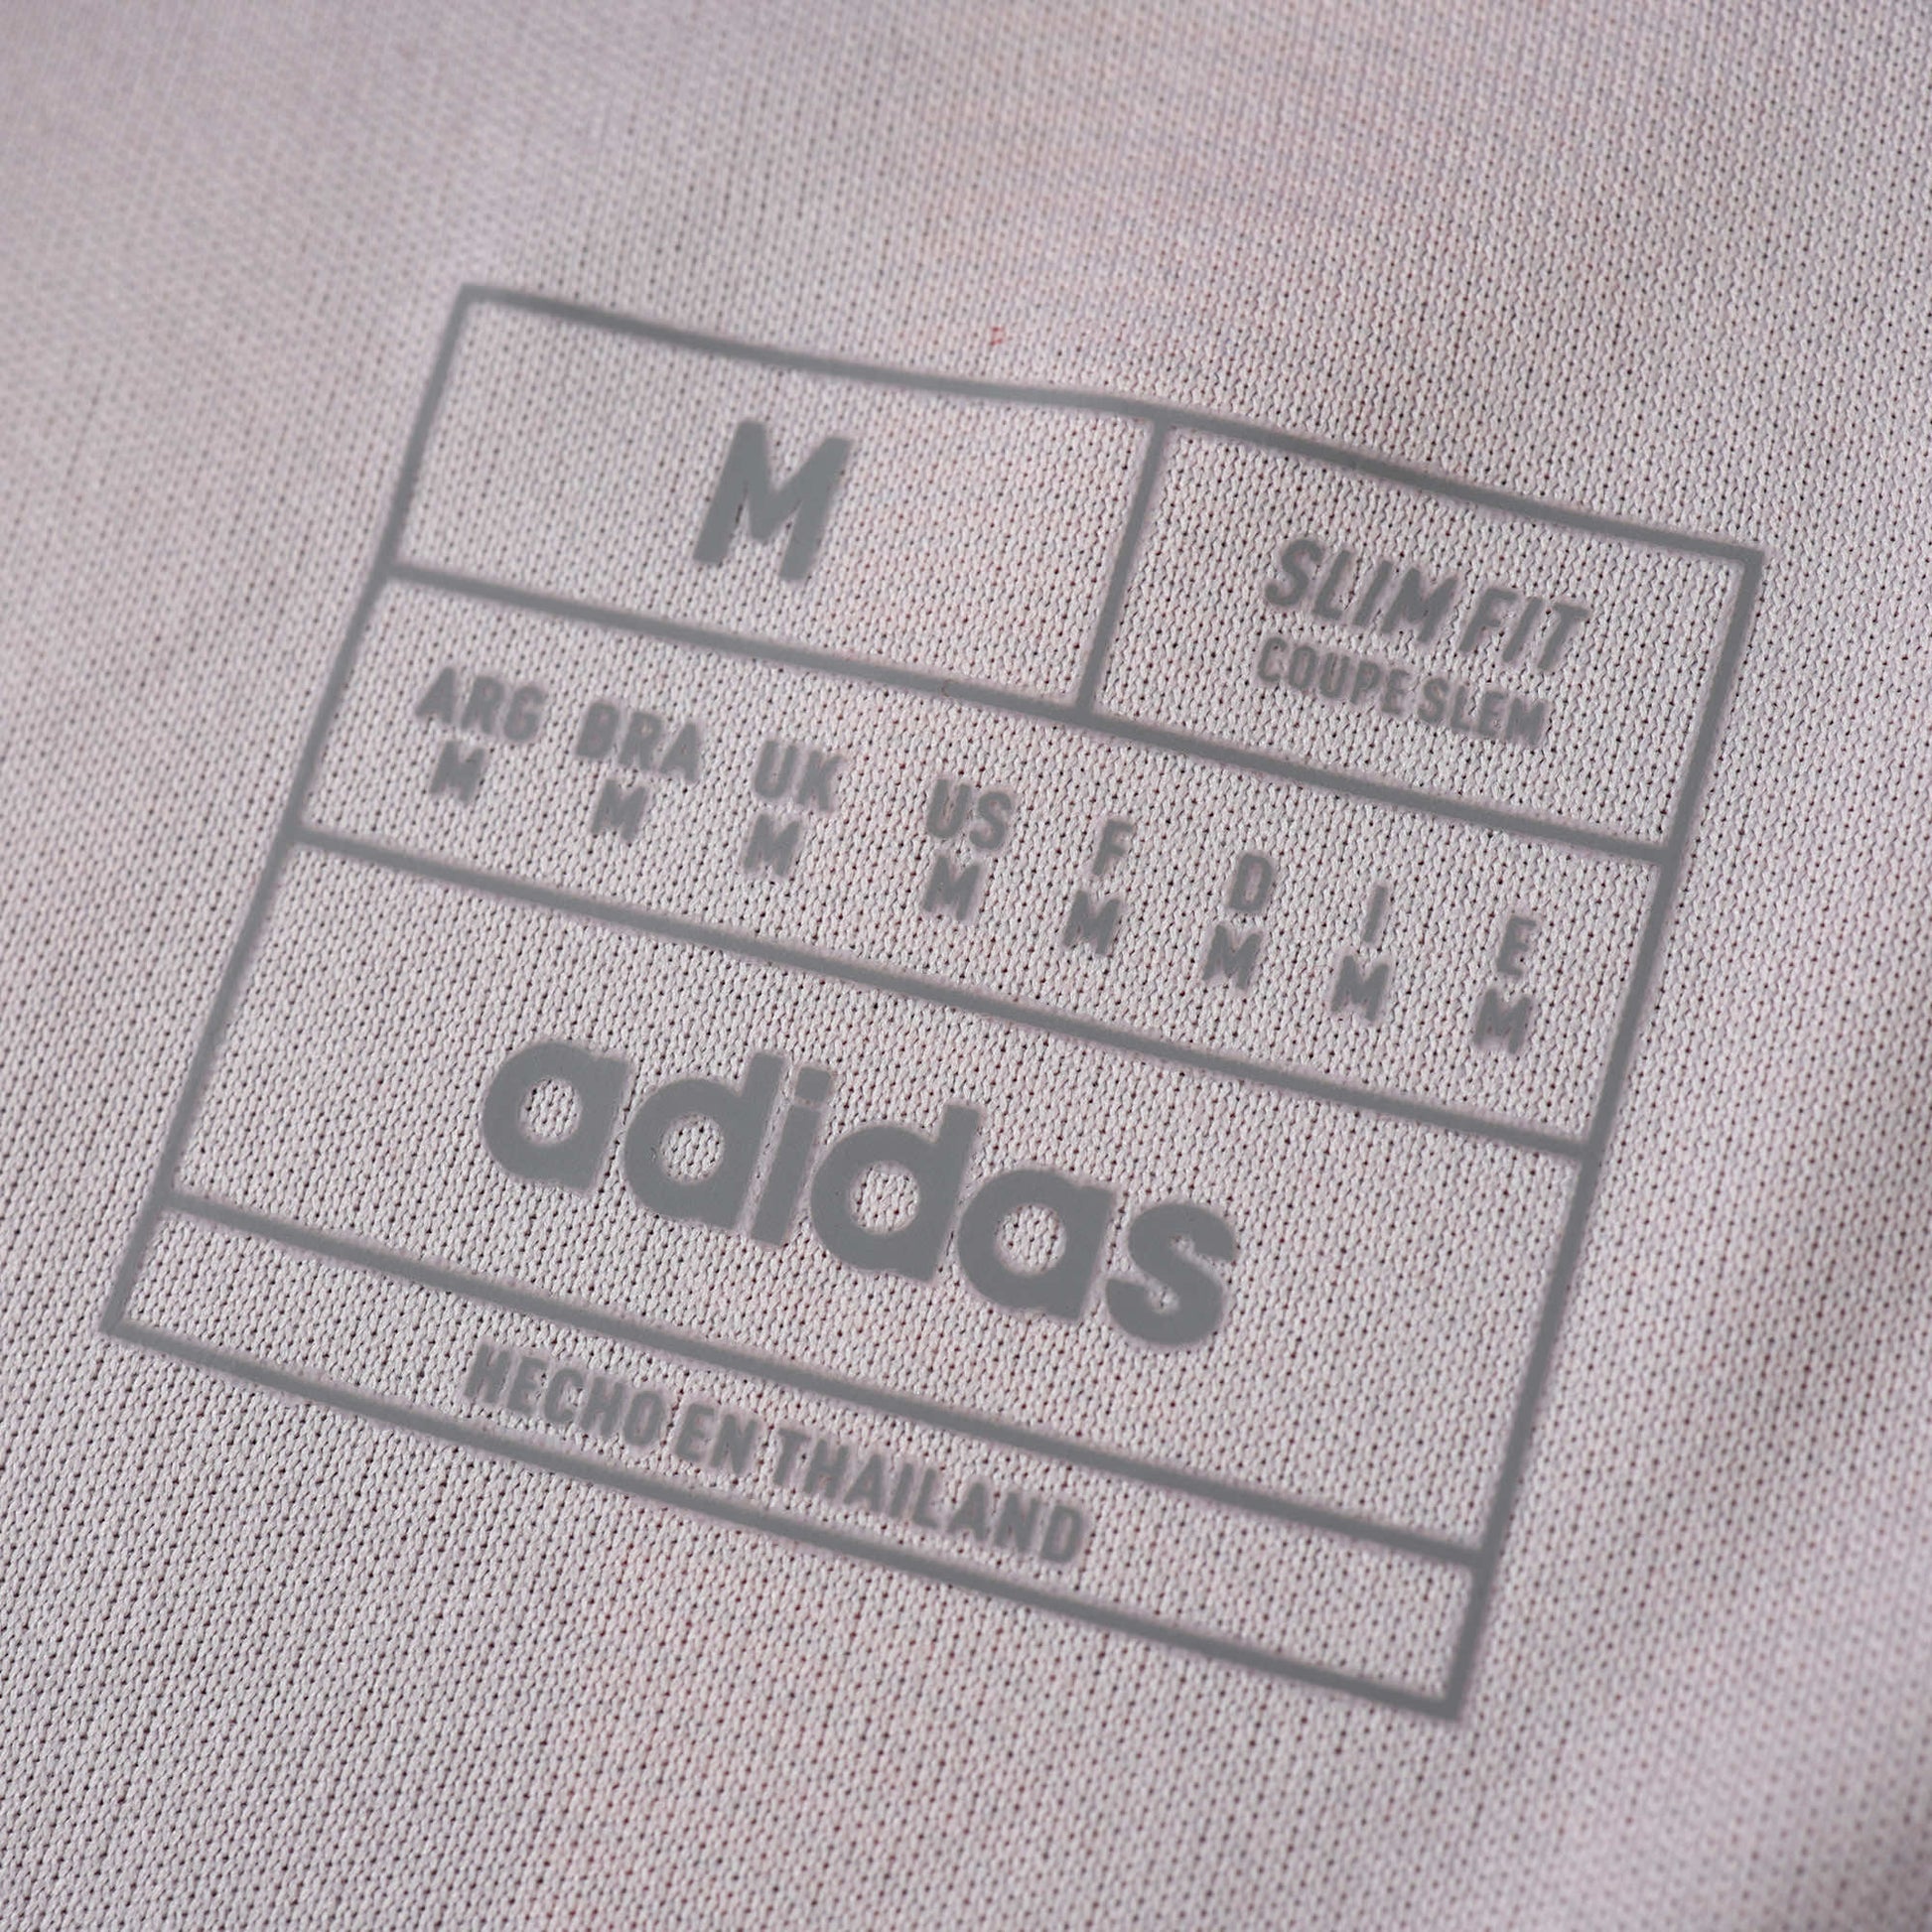 M
SLIM FIT
COUPE SLEM
ARG BRA UK US F D I E
M M M M M M M M
adidas
HECHO EN THAILAND